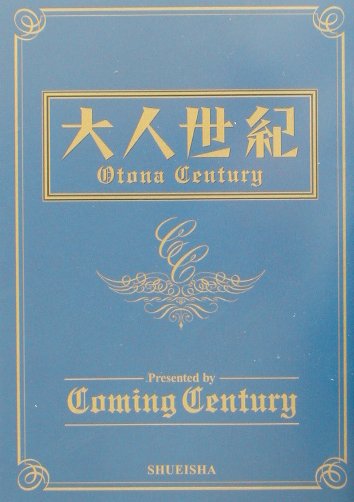 大人世紀
Otona Century
CC
Presented by
Coming Century
SHUEISHA